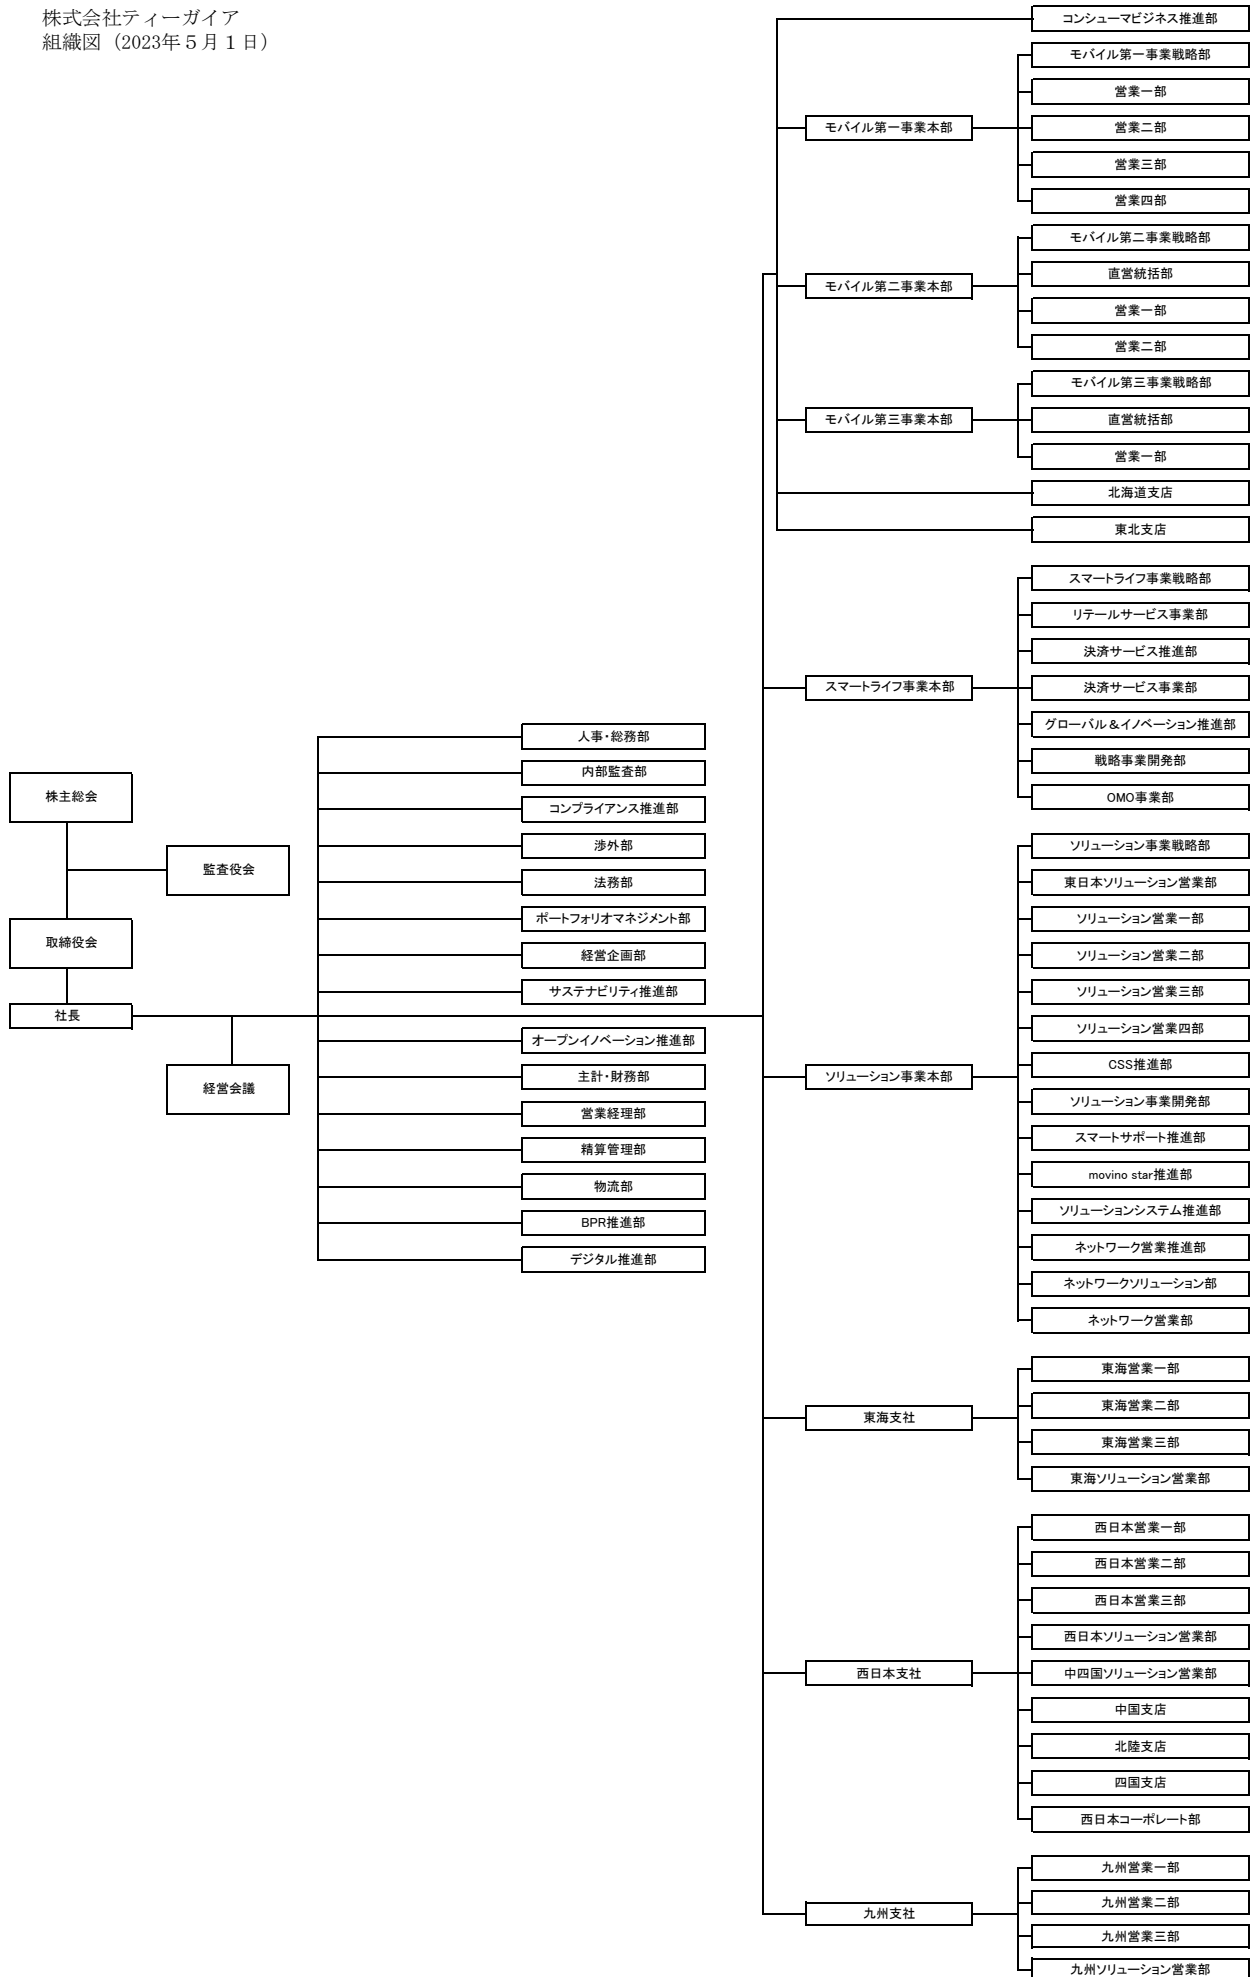 株式会社ティーガイア
組織図（2023年５月１日）
株主総会
監査役会
取締役会
社長
経営会議
人事・総務部
内部監査部
コンプライアンス推進部
渉外部
法務部
ポートフォリオマネジメント部
経営企画部
サステナビリティ推進部
オープンイノベーション推進部
主計・財務部
営業経理部
精算管理部
物流部
BPR推進部
デジタル推進部
コンシューマビジネス推進部
モバイル第一事業本部
モバイル第一事業戦略部
営業一部
営業二部
営業三部
営業四部
モバイル第二事業本部
モバイル第二事業戦略部
直営統括部
営業一部
営業二部
モバイル第三事業本部
モバイル第三事業戦略部
直営統括部
営業一部
北海道支店
東北支店
スマートライフ事業本部
スマートライフ事業戦略部
リテールサービス事業部
決済サービス推進部
決済サービス事業部
グローバル＆イノベーション推進部
戦略事業開発部
OMO事業部
ソリューション事業本部
ソリューション事業戦略部
東日本ソリューション営業部
ソリューション営業一部
ソリューション営業二部
ソリューション営業三部
ソリューション営業四部
CSS推進部
ソリューション事業開発部
スマートサポート推進部
movino star推進部
ソリューションシステム推進部
ネットワーク営業推進部
ネットワークソリューション部
ネットワーク営業部
東海支社
東海営業一部
東海営業二部
東海営業三部
東海ソリューション営業部
西日本支社
西日本営業一部
西日本営業二部
西日本営業三部
西日本ソリューション営業部
中四国ソリューション営業部
中国支店
北陸支店
四国支店
西日本コーポレート部
九州支社
九州営業一部
九州営業二部
九州営業三部
九州ソリューション営業部